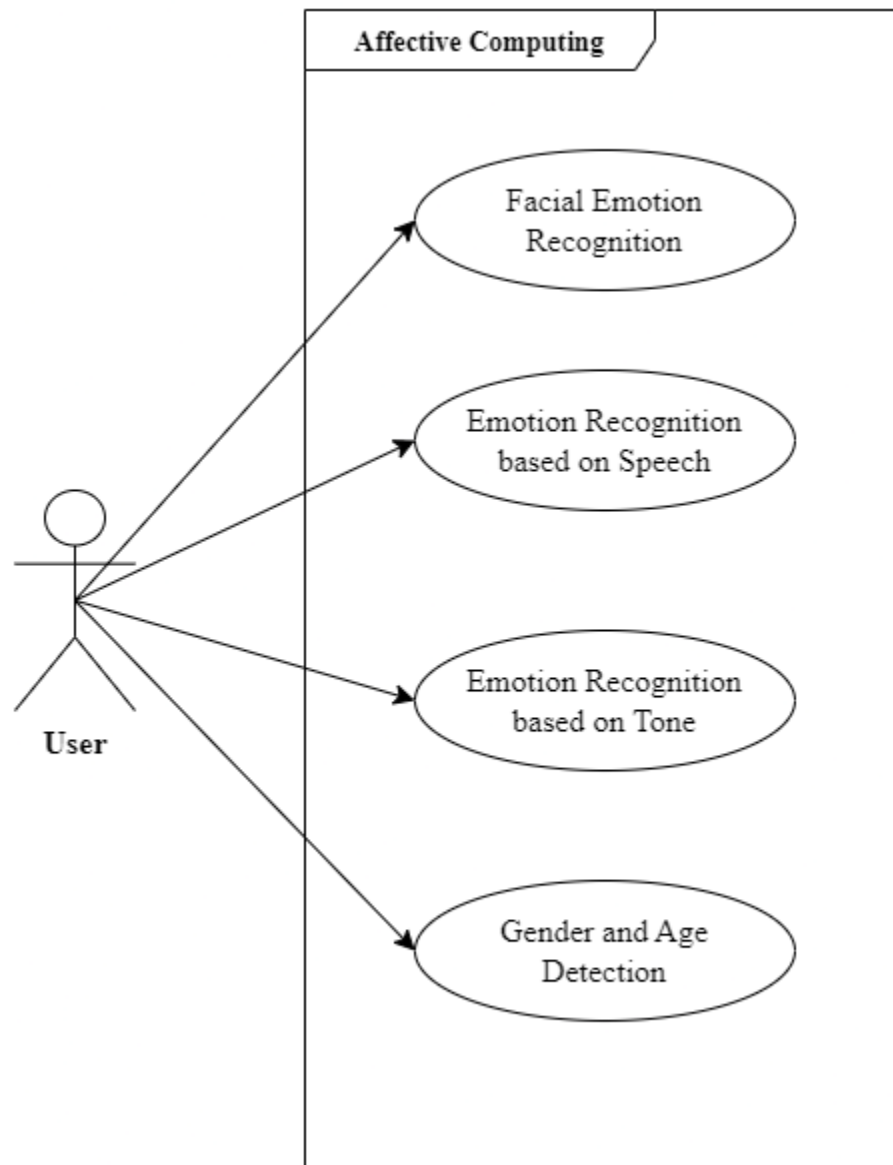 Affective Computing
Facial Emotion
Recognition
Emotion Recognition
based on Speech
Emotion Recognition
based on Tone
User
Gender and Age
Detection